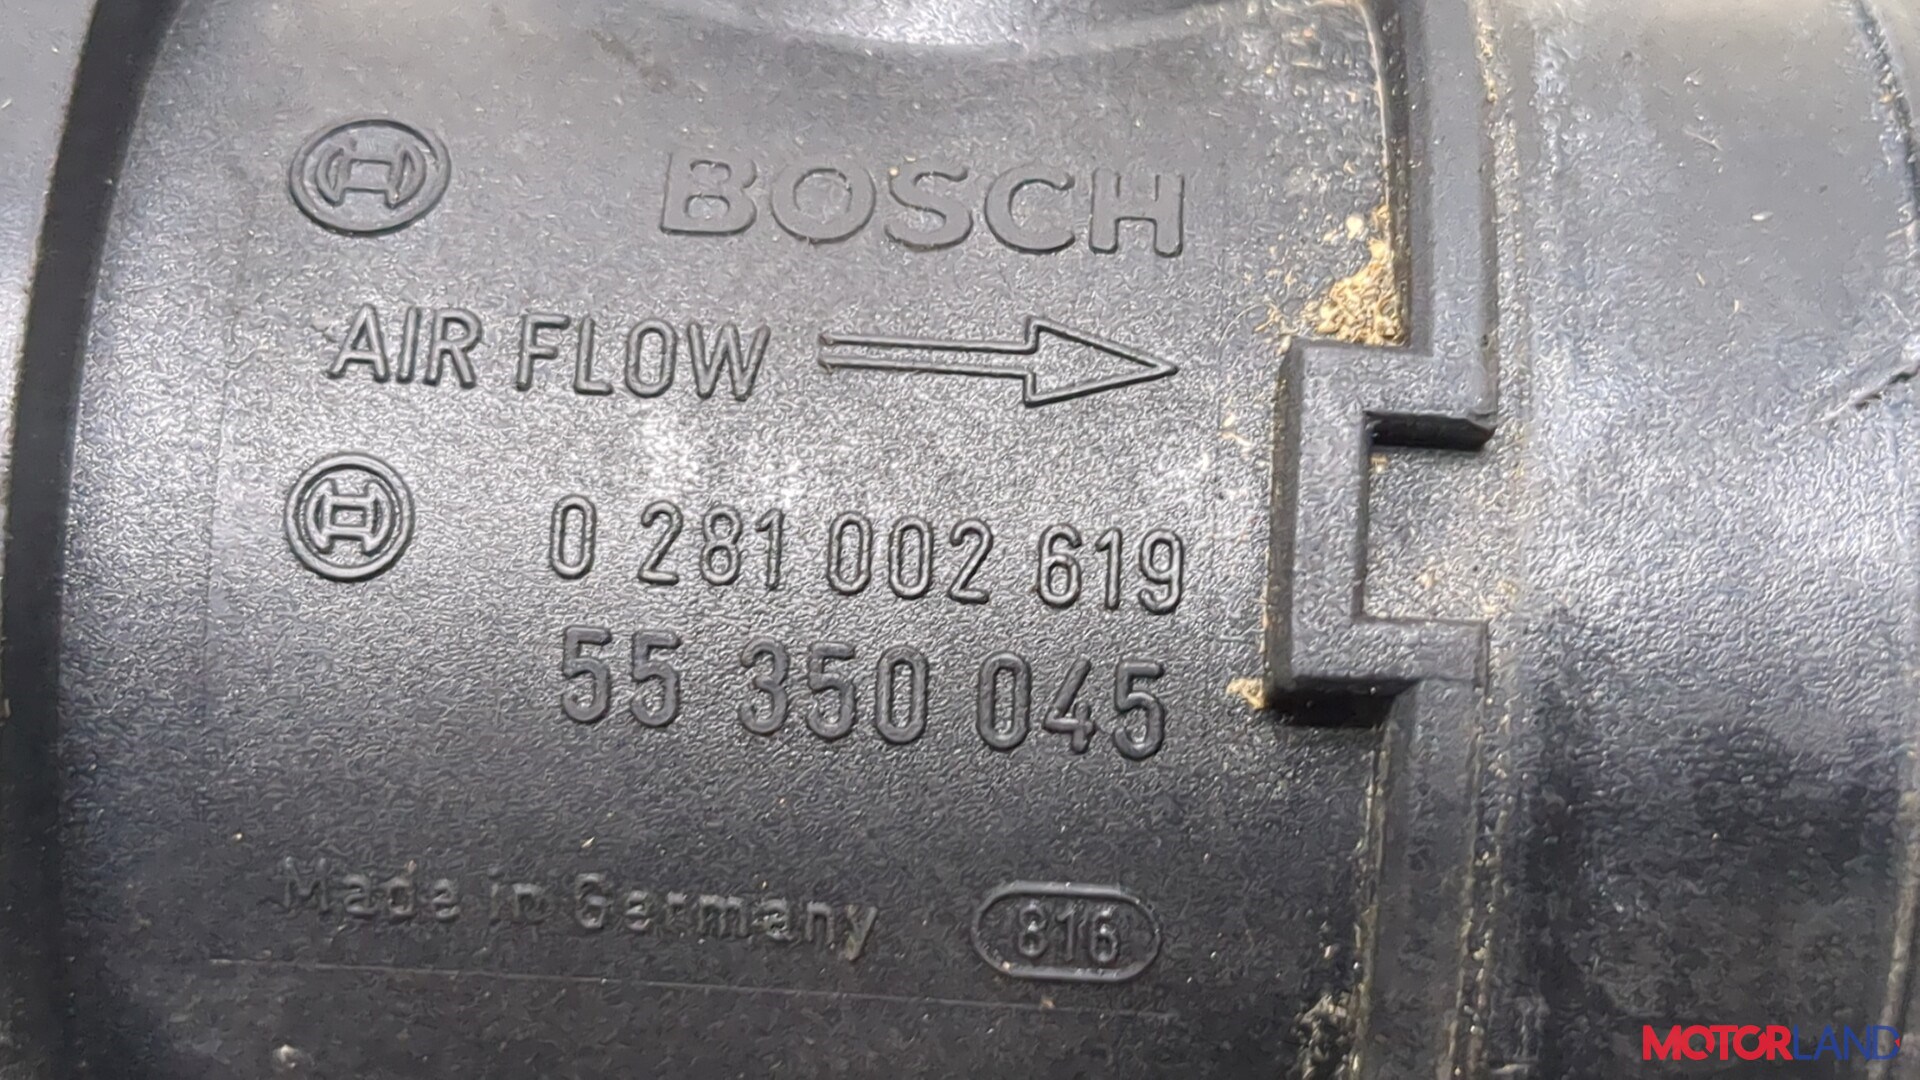 BOSCH
AIR FLOW
0 281 002 619
55 350 045
Made in Germany 816
MOTORLAND